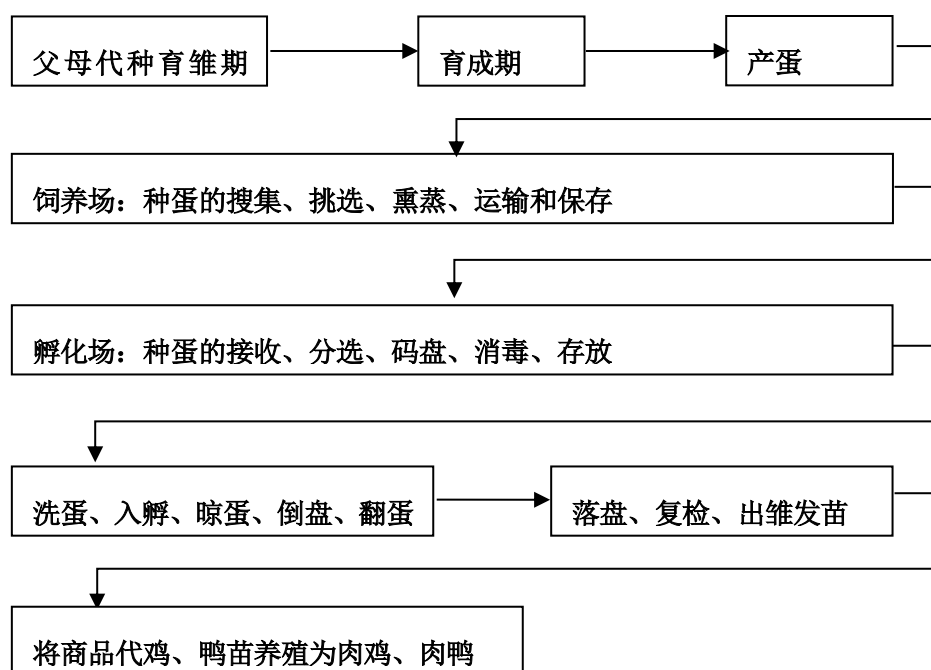 父母代种育雏期
育成期
产蛋
饲养场：种蛋的搜集、挑选、熏蒸、运输和保存
孵化场：种蛋的接收、分选、码盘、消毒、存放
洗蛋、入孵、晾蛋、倒盘、翻蛋
落盘、复检、出雏发苗
将商品代鸡、鸭苗养殖为肉鸡、肉鸭